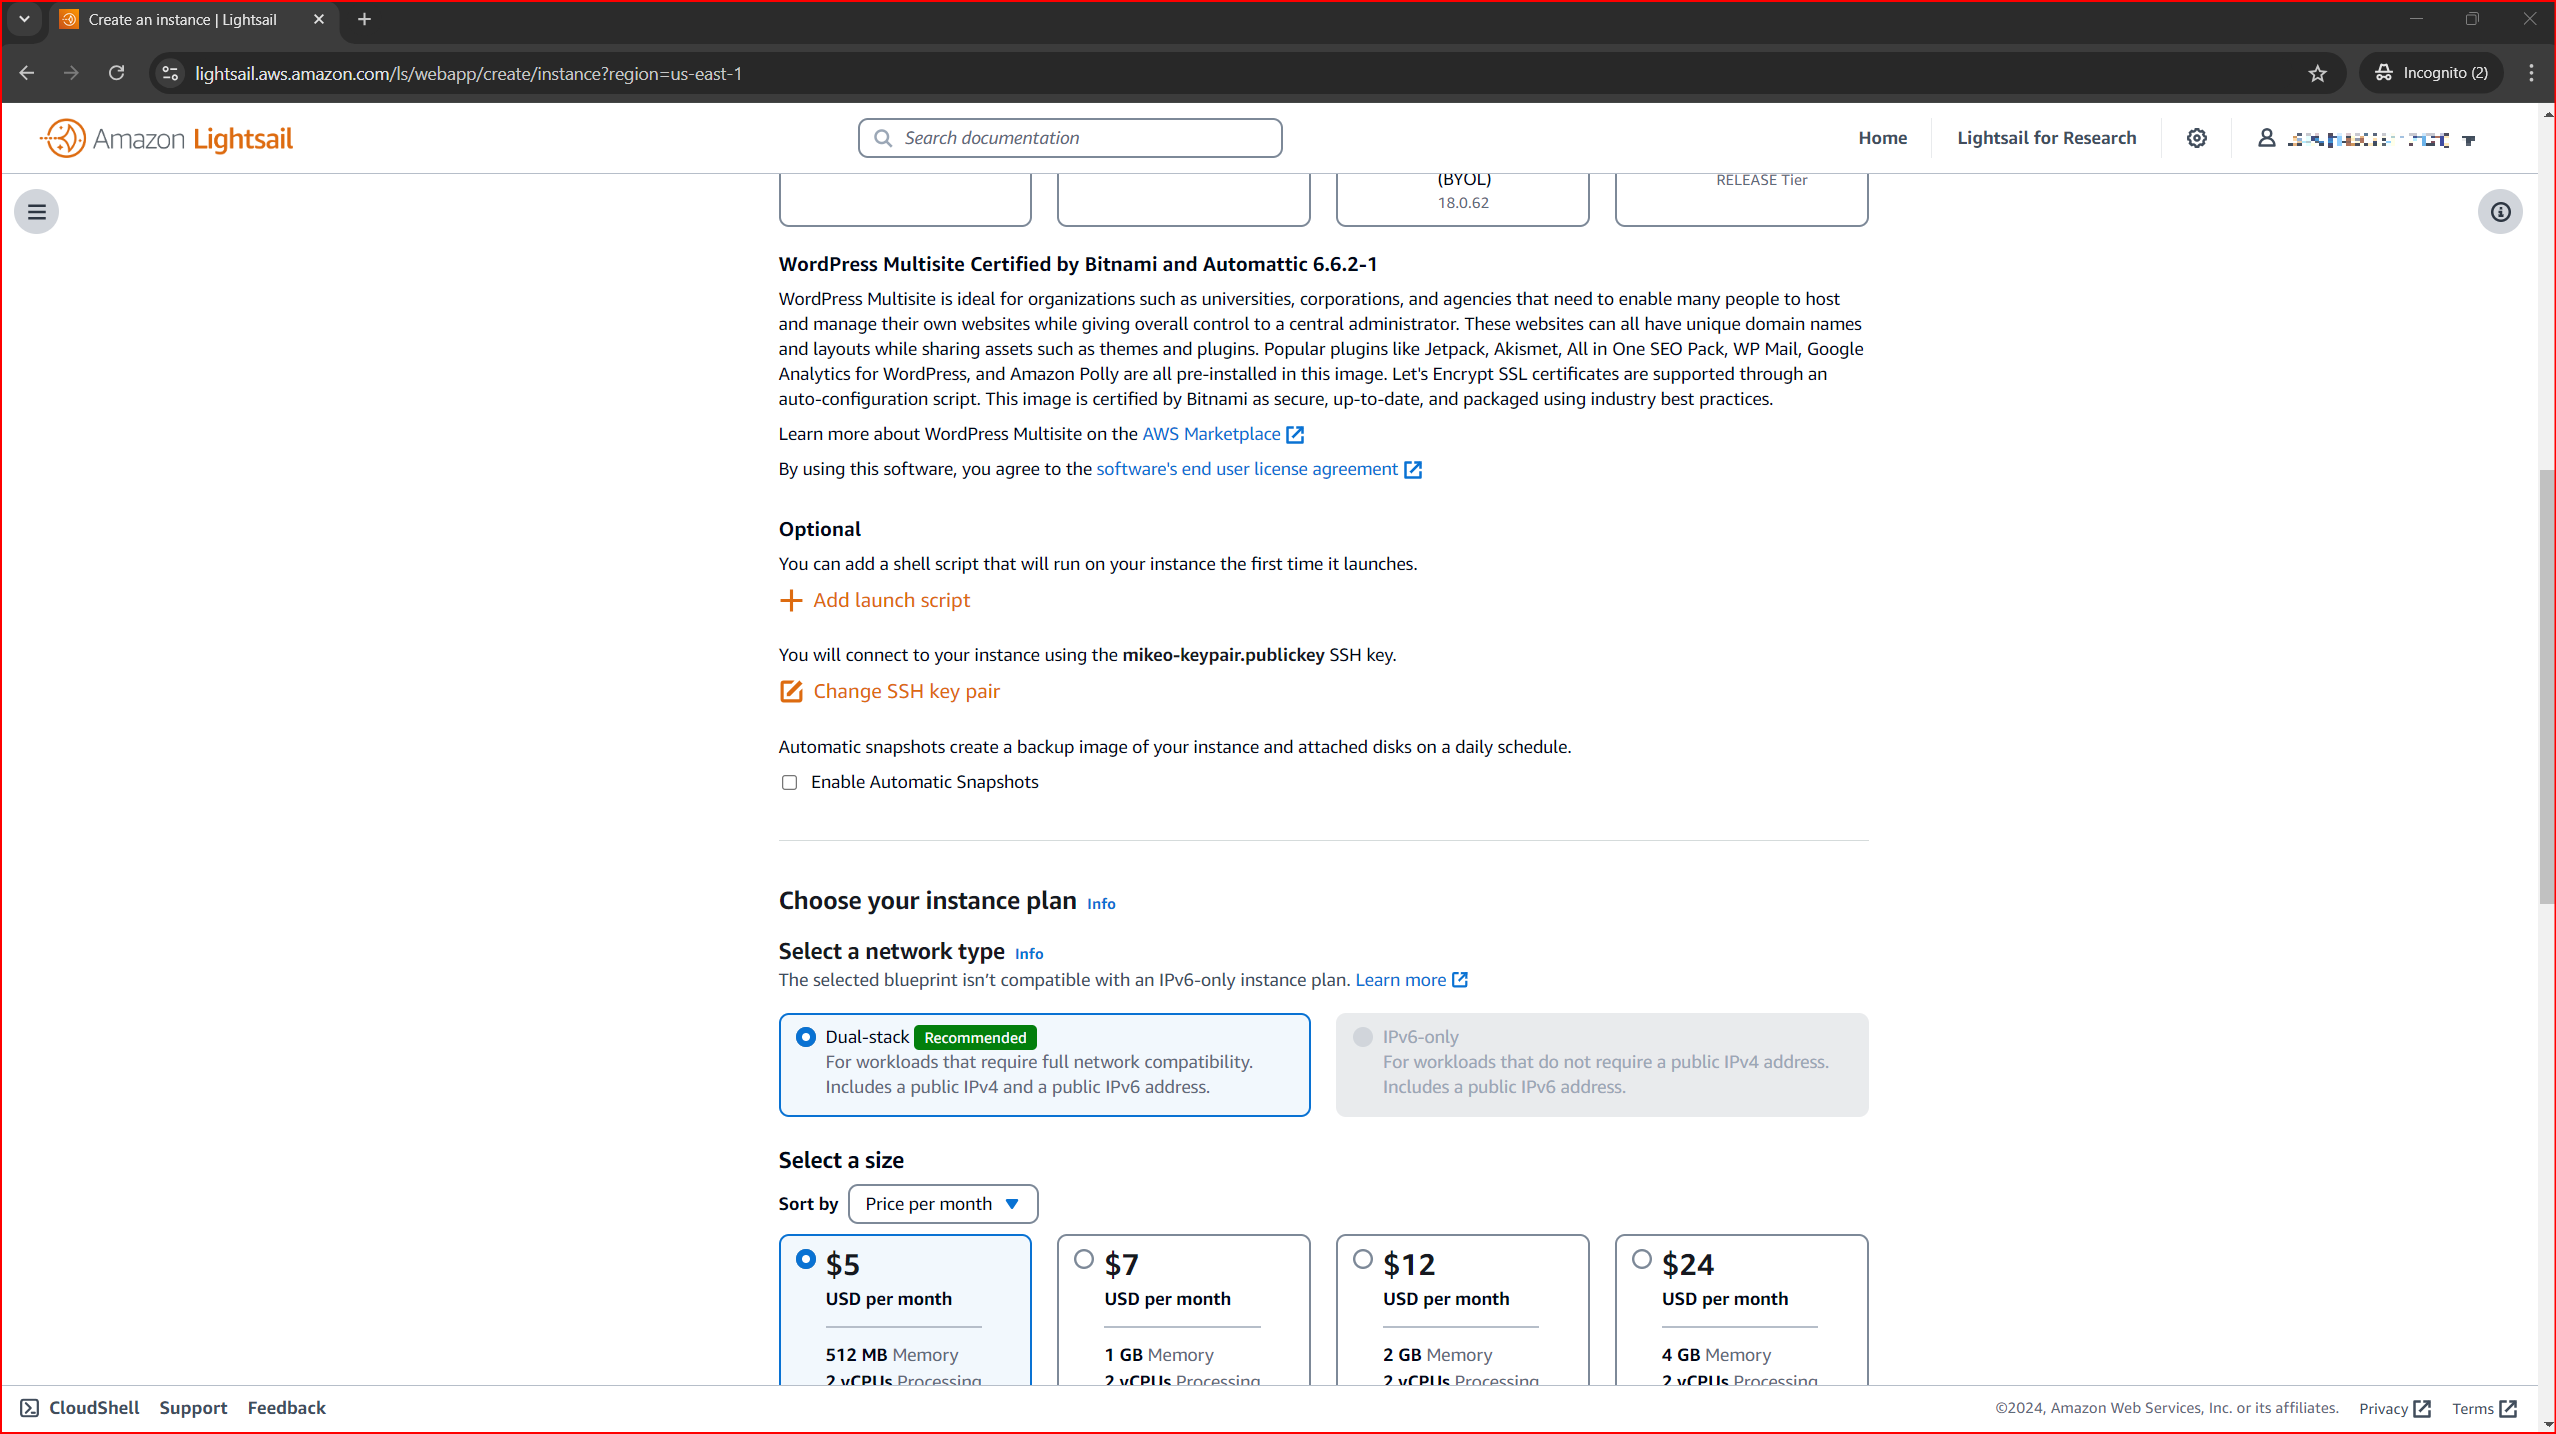 Create an instance | Lightsail
lightsail.aws.amazon.com/ls/webapp/create/instance?region=us-east-1
Incognito (2)
Amazon Lightsail
Search documentation
Home
Lightsail for Research
(BYOL)
18.0.62
RELEASE Tier
WordPress Multisite Certified by Bitnami and Automattic 6.6.2-1
WordPress Multisite is ideal for organizations such as universities, corporations, and agencies that need to enable many people to host
and manage their own websites while giving overall control to a central administrator. These websites can all have unique domain names
and layouts while sharing assets such as themes and plugins. Popular plugins like Jetpack, Akismet, All in One SEO Pack, WP Mail, Google
Analytics for WordPress, and Amazon Polly are all pre-installed in this image. Let's Encrypt SSL certificates are supported through an
auto-configuration script. This image is certified by Bitnami as secure, up-to-date, and packaged using industry best practices.
Learn more about WordPress Multisite on the AWS Marketplace
By using this software, you agree to the software's end user license agreement
Optional
You can add a shell script that will run on your instance the first time it launches.
Add launch script
You will connect to your instance using the mikeo-keypair.publickey SSH key.
Change SSH key pair
Automatic snapshots create a backup image of your instance and attached disks on a daily schedule.
Enable Automatic Snapshots
Choose your instance plan Info
Select a network type Info
The selected blueprint isn’t compatible with an IPv6-only instance plan. Learn more
Dual-stack Recommended
For workloads that require full network compatibility.
Includes a public IPv4 and a public IPv6 address.
IPv6-only
For workloads that do not require a public IPv4 address.
Includes a public IPv6 address.
Select a size
Sort by Price per month
$5
USD per month
512 MB Memory
2 vCPUs Processing
$7
USD per month
1 GB Memory
2 vCPUs Processing
$12
USD per month
2 GB Memory
2 vCPUs Processing
$24
USD per month
4 GB Memory
2 vCPUs Processing
CloudShell Support Feedback
©2024, Amazon Web Services, Inc. or its affiliates. Privacy Terms